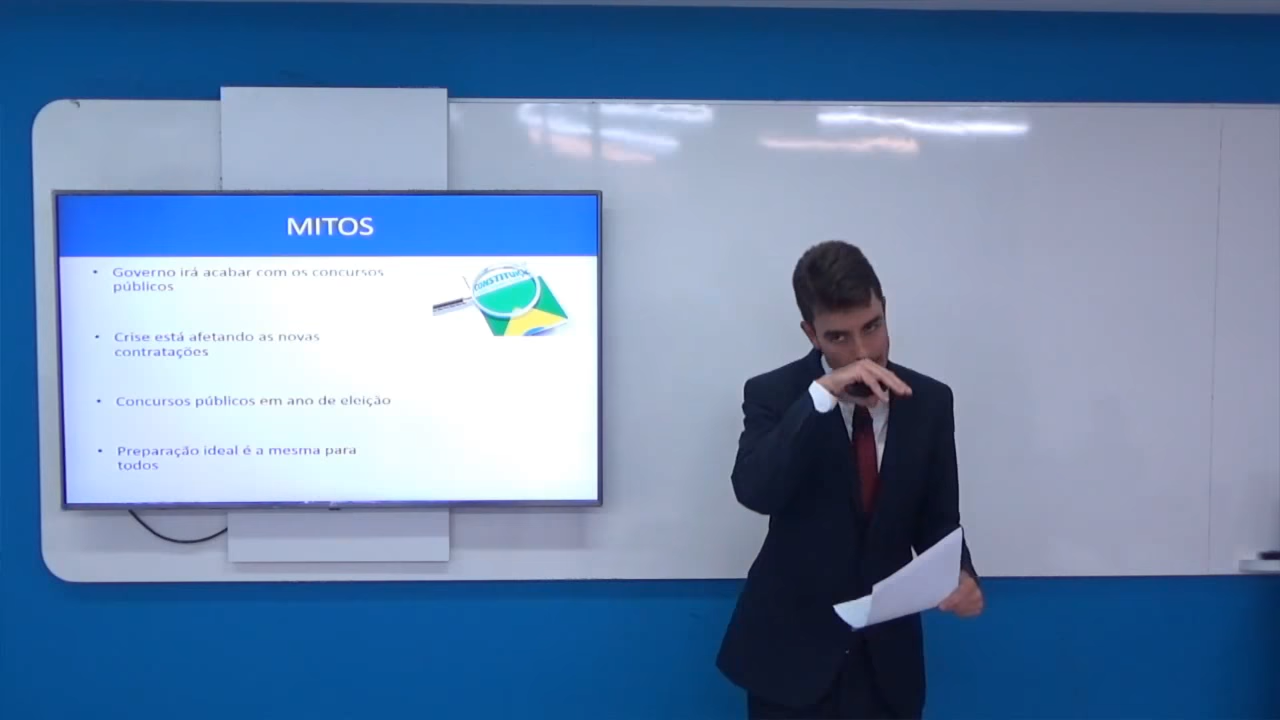 MITOS
• Governo irá acabar com os concursos
públicos
• Crise está afetando as novas
contratações
• Concursos públicos em ano de eleição
• Preparação ideal é a mesma para
todos